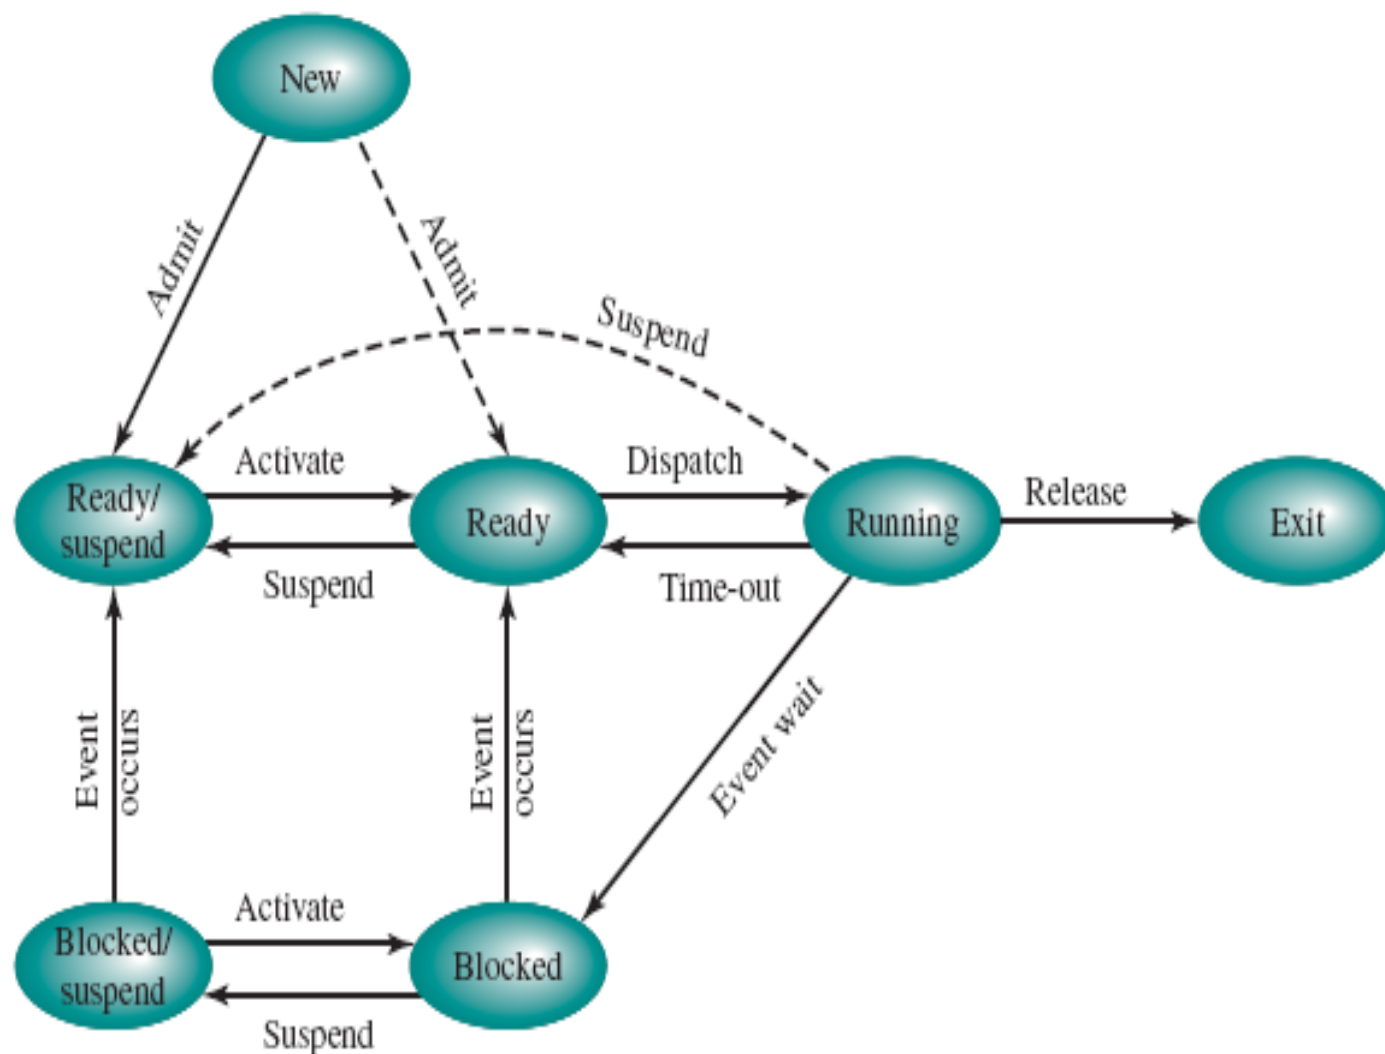 New
Admit
Admit
Suspend
Activate
Dispatch
Release
Ready/
suspend
Ready
Running
Exit
Suspend
Time-out
Event
occurs
Event
occurs
Event wait
Activate
Blocked/
suspend
Blocked
Suspend